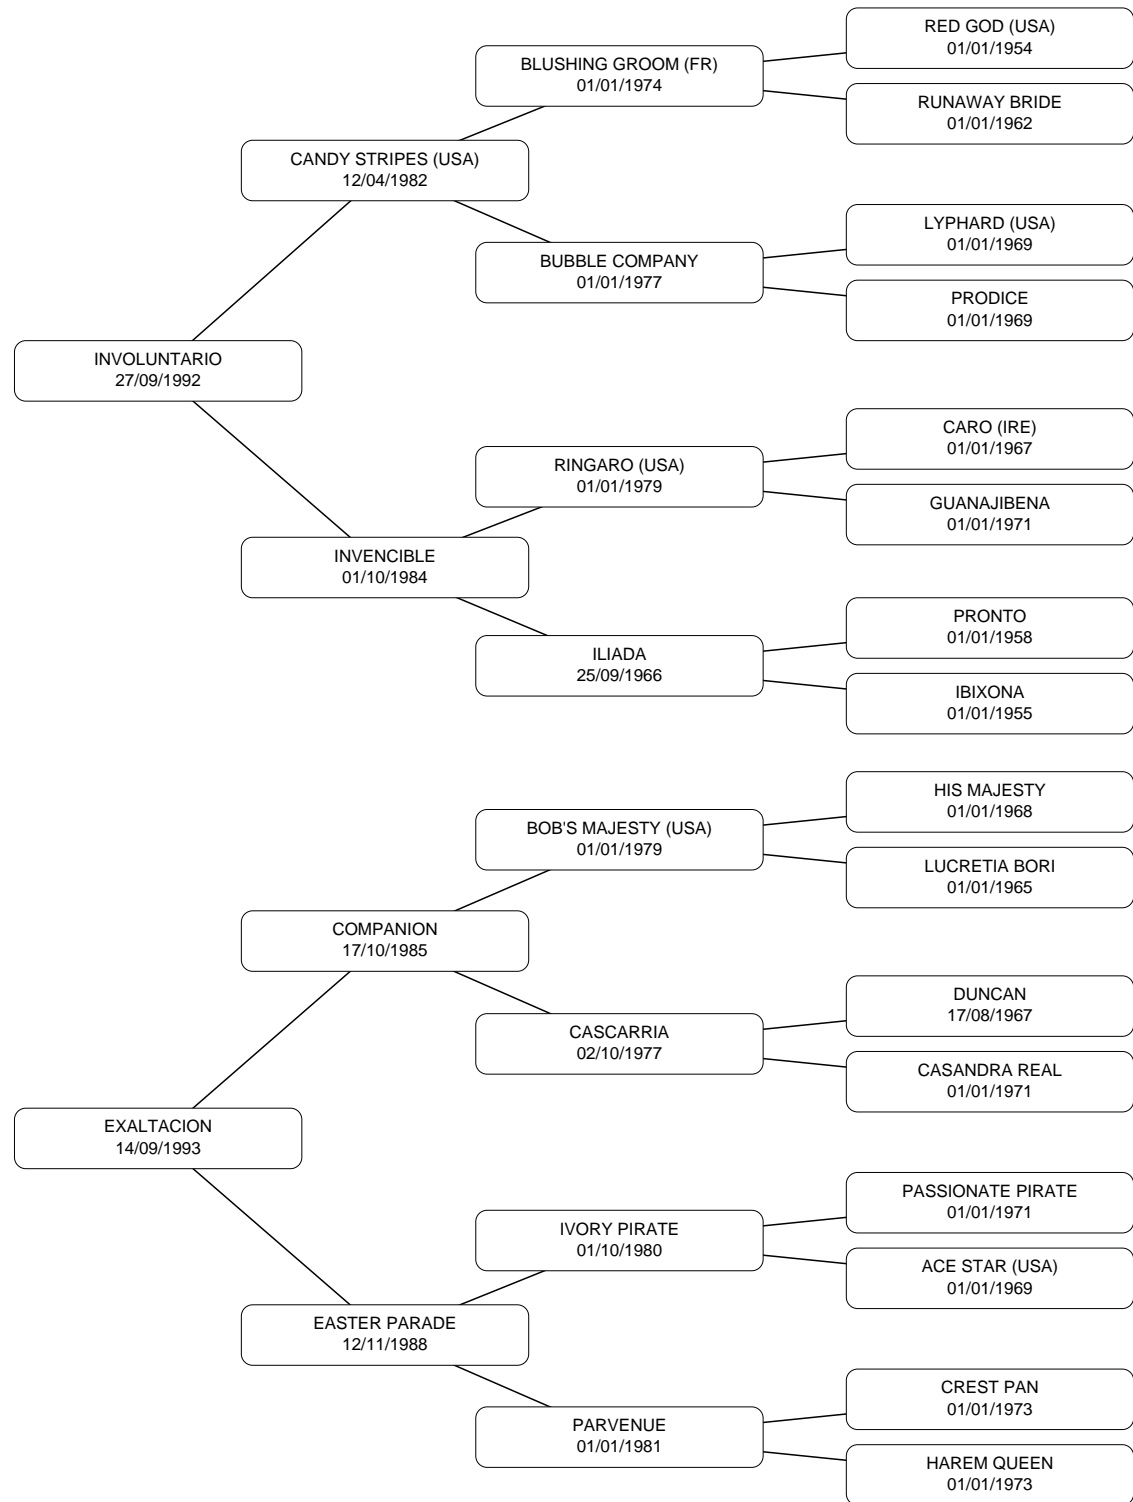 RED GOD (USA)
01/01/1954
BLUSHING GROOM (FR)
01/01/1974
RUNAWAY BRIDE
01/01/1962
CANDY STRIPES (USA)
12/04/1982
LYPHARD (USA)
01/01/1969
BUBBLE COMPANY
01/01/1977
PRODICE
01/01/1969
INVOLUNTARIO
27/09/1992
CARO (IRE)
01/01/1967
RINGARO (USA)
01/01/1979
GUANAJIBENA
01/01/1971
INVENCIBLE
01/10/1984
PRONTO
01/01/1958
ILIADA
25/09/1966
IBIXONA
01/01/1955
HIS MAJESTY
01/01/1968
BOB'S MAJESTY (USA)
01/01/1979
LUCRETIA BORI
01/01/1965
COMPANION
17/10/1985
DUNCAN
17/08/1967
CASCARRIA
02/10/1977
CASANDRA REAL
01/01/1971
EXALTACION
14/09/1993
PASSIONATE PIRATE
01/01/1971
IVORY PIRATE
01/10/1980
ACE STAR (USA)
01/01/1969
EASTER PARADE
12/11/1988
CREST PAN
01/01/1973
PARVENUE
01/01/1981
HAREM QUEEN
01/01/1973